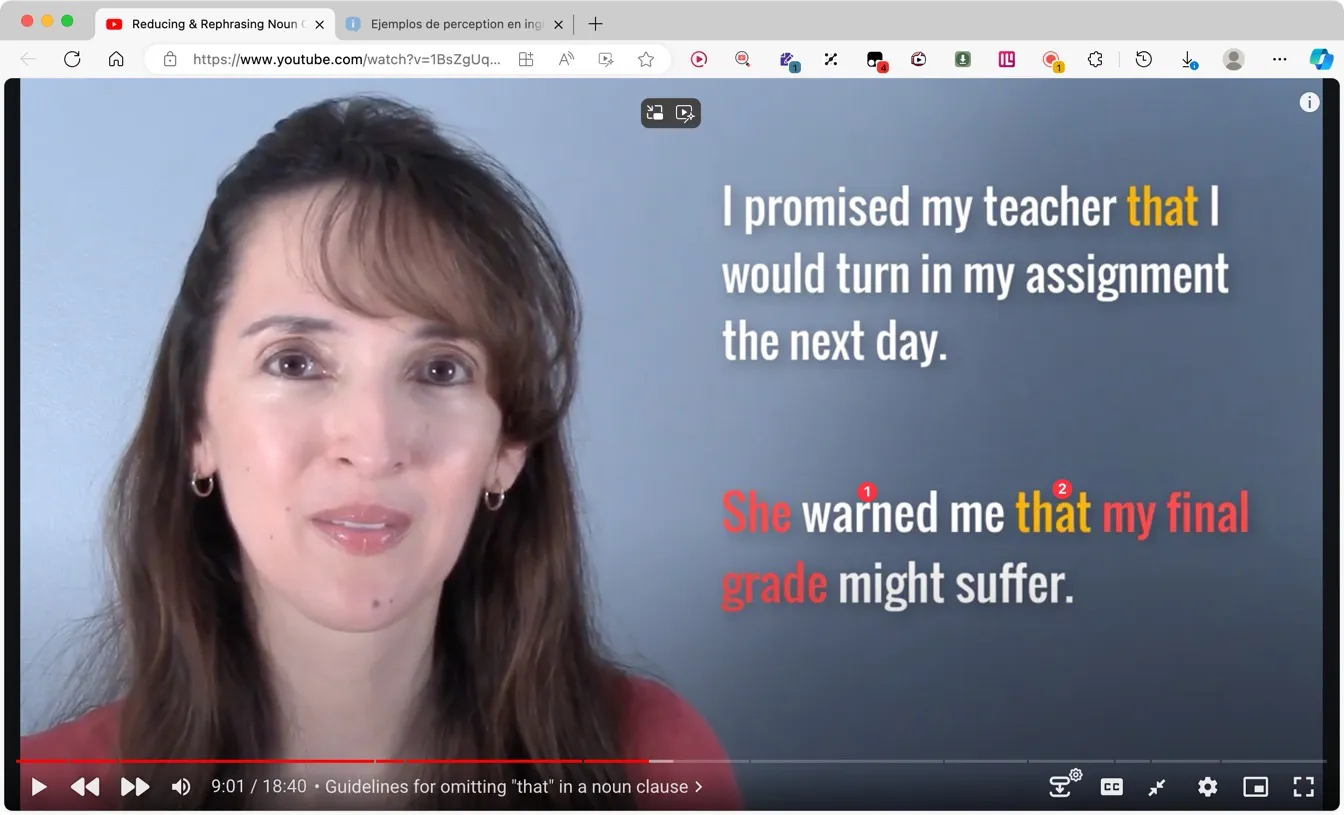 Reducing & Rephrasing Noun C
Ejemplos de perception en ing
https://www.youtube.com/watch?v=1BsZgUq...
1
4
1
I promised my teacher that I
would turn in my assignment
the next day.
1
2
She warned me that my final
grade might suffer.
9:01 / 18:40 • Guidelines for omitting "that" in a noun clause >
CC